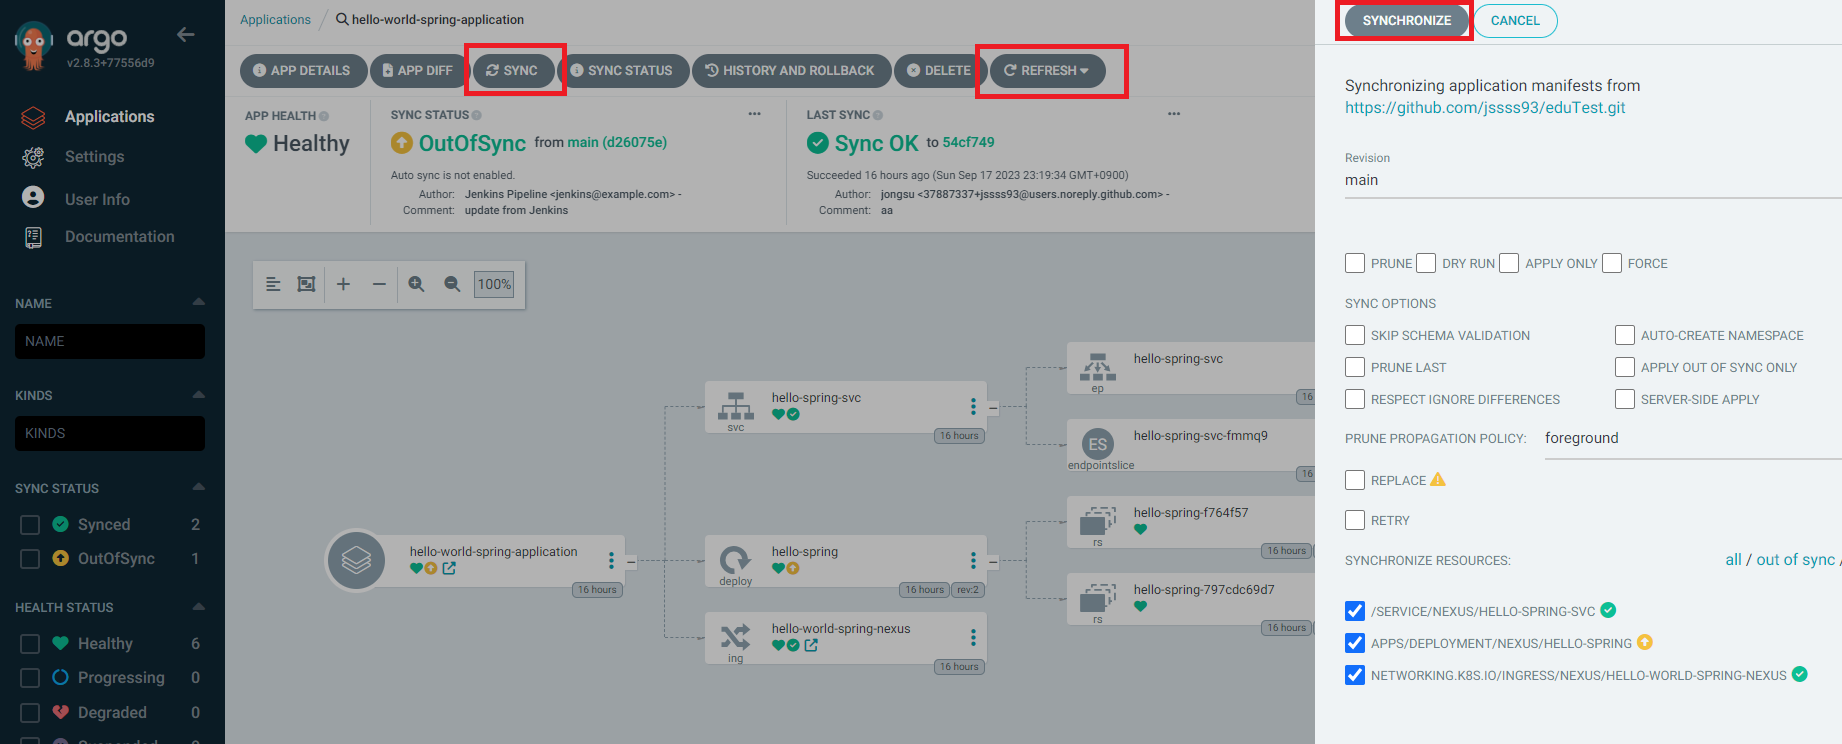 argo
v2.8.3+77556d9
Applications
Settings
User Info
Documentation
NAME
NAME
KINDS
KINDS
SYNC STATUS
Synced 2
OutOfSync 1
HEALTH STATUS
Healthy 6
Progressing 0
Degraded 0
Applications / hello-world-spring-application
APP DETAILS APP DIFF SYNC SYNC STATUS HISTORY AND ROLLBACK DELETE REFRESH
APP HEALTH
Healthy
SYNC STATUS
OutOfSync from main (d26075e)
Auto sync is not enabled.
Author: Jenkins Pipeline <jenkins@example.com> -
Comment: update from Jenkins
LAST SYNC
Sync OK to 54cf749
Succeeded 16 hours ago (Sun Sep 17 2023 23:19:34 GMT+0900)
Author: jongsu <37887337+jssss93@users.noreply.github.com> -
Comment: aa
100%
hello-world-spring-application
16 hours
hello-spring-svc
svc
16 hours
hello-spring
deploy
16 hours rev:2
hello-world-spring-nexus
ing
16 hours
hello-spring-svc
ep
16
hello-spring-svc-fmmq9
ES
endpointslice
16
hello-spring-f764f57
rs
16 hours
hello-spring-797cdc69d7
rs
16 hours
SYNCHRONIZE CANCEL
Synchronizing application manifests from
https://github.com/jssss93/eduTest.git
Revision
main
PRUNE DRY RUN APPLY ONLY FORCE
SYNC OPTIONS
SKIP SCHEMA VALIDATION AUTO-CREATE NAMESPACE
PRUNE LAST APPLY OUT OF SYNC ONLY
RESPECT IGNORE DIFFERENCES SERVER-SIDE APPLY
PRUNE PROPAGATION POLICY: foreground
REPLACE
RETRY
SYNCHRONIZE RESOURCES: all / out of sync /
/SERVICE/NEXUS/HELLO-SPRING-SVC
APPS/DEPLOYMENT/NEXUS/HELLO-SPRING
NETWORKING.K8S.IO/INGRESS/NEXUS/HELLO-WORLD-SPRING-NEXUS